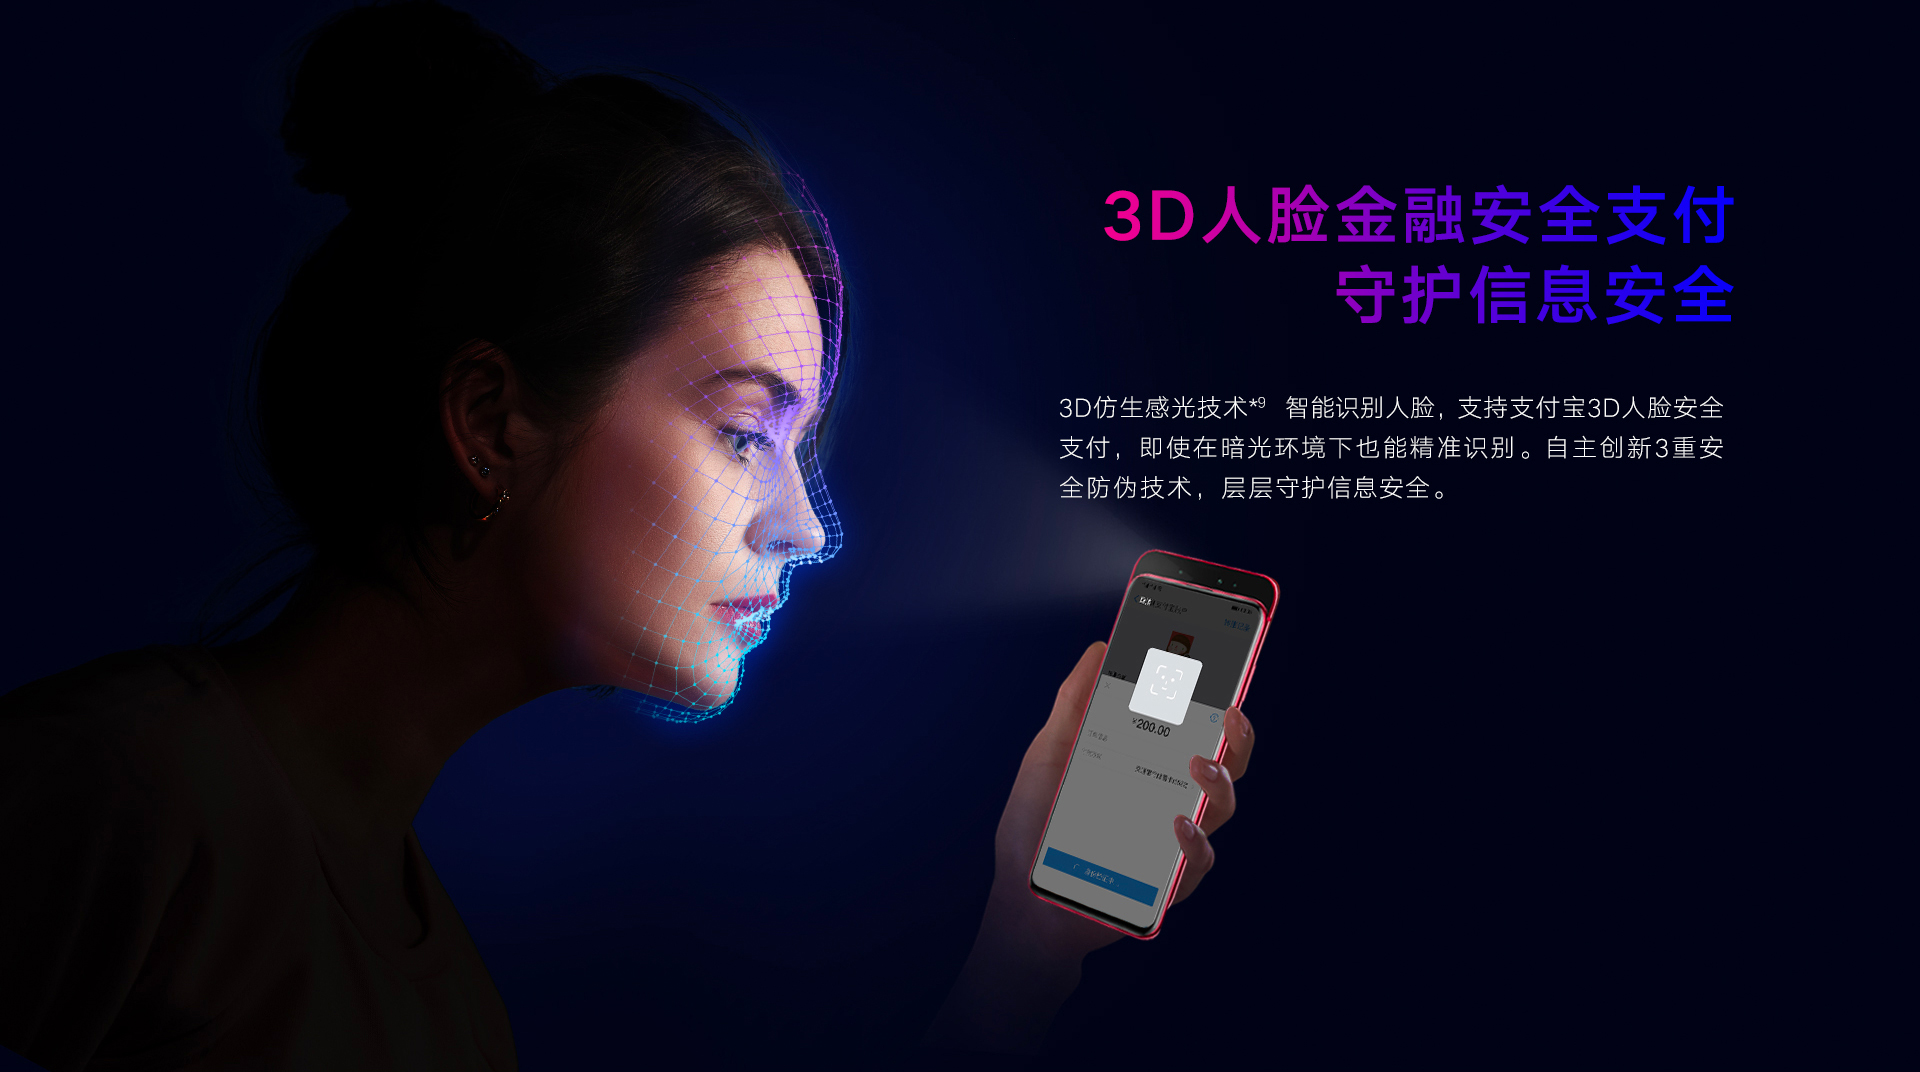 3D人脸金融安全支付
守护信息安全
3D仿生感光技术*9 智能识别人脸，支持支付宝3D人脸安全
支付，即使在暗光环境下也能精准识别。自主创新3重安
全防伪技术，层层守护信息安全。
¥200.00